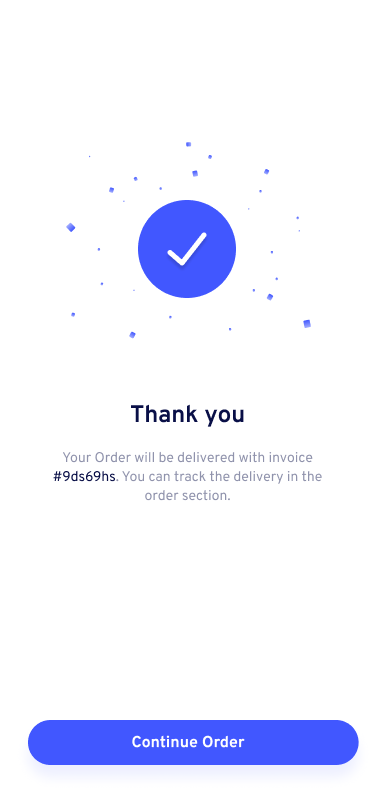 Thank you
Your Order will be delivered with invoice
#9ds69hs. You can track the delivery in the
order section.
Continue Order